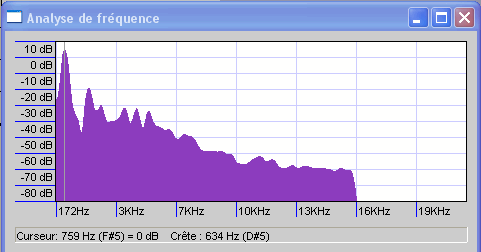 Analyse de fréquence
10 dB
0 dB
-10 dB
-20 dB
-30 dB
-40 dB
-50 dB
-60 dB
-70 dB
-80 dB
172Hz 3KHz 7KHz 10KHz 13KHz 16KHz 19KHz
Curseur: 759 Hz (F#5) = 0 dB Crête : 634 Hz (D#5)